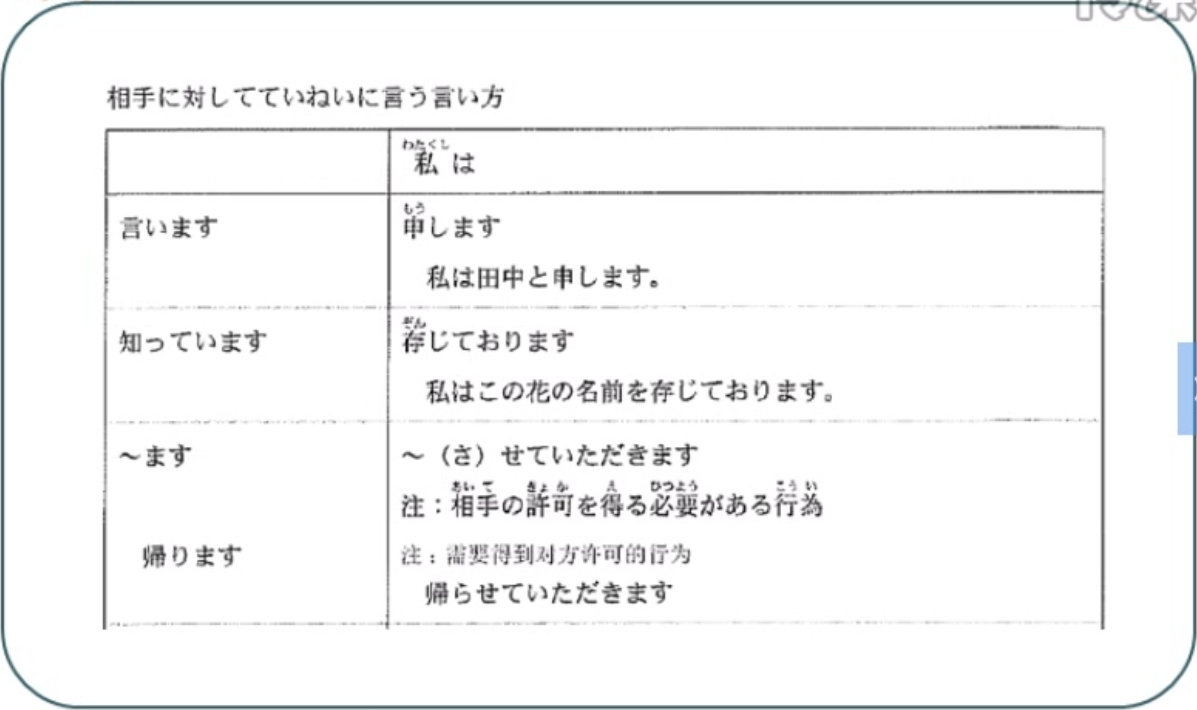 相手に対してていねいに言う言い方
わたくし
私は
言います
もう
申します
私は田中と申します。
知っています
ぞん
存じております
私はこの花の名前を存じております。
～ます
～（さ）せていただきます
あいて きょか え ひつよう こうい
注：相手の許可を得る必要がある行為
帰ります
注：需要得到对方许可的行为
帰らせていただきます